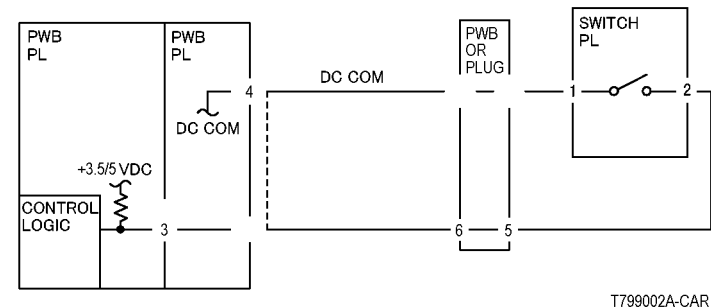 PWB
PL
PWB
PL
4
DC COM
DC COM
PWB
OR
PLUG
SWITCH
PL
1
2
+3.5/5 VDC
CONTROL
LOGIC
3
6
5
T799002A-CAR